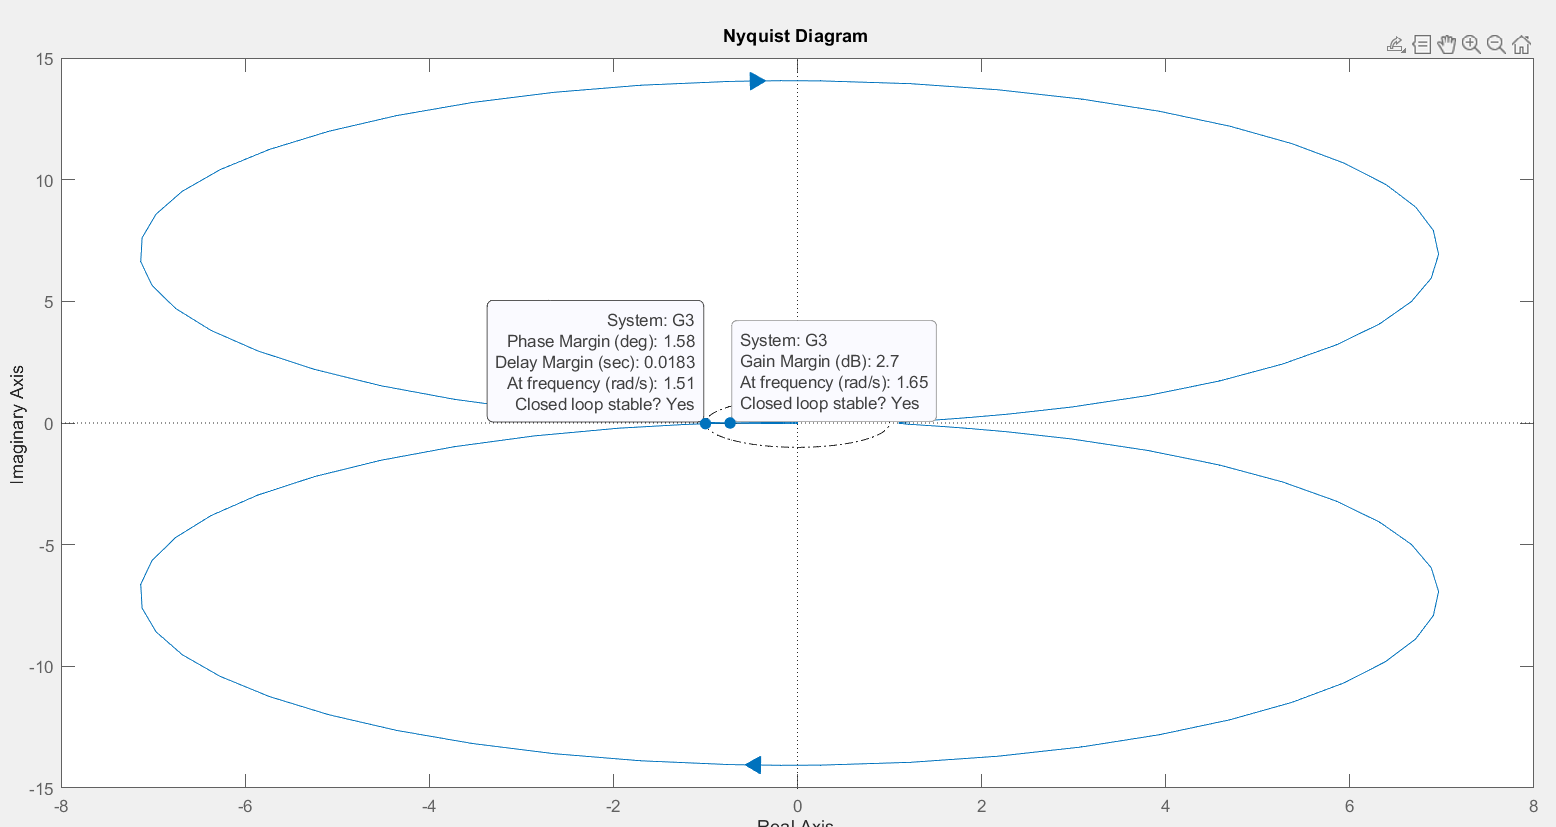 Nyquist Diagram
15
10
5
0
-5
-10
-15
Imaginary Axis
System: G3
Phase Margin (deg): 1.58
Delay Margin (sec): 0.0183
At frequency (rad/s): 1.51
Closed loop stable? Yes
System: G3
Gain Margin (dB): 2.7
At frequency (rad/s): 1.65
Closed loop stable? Yes
-8
-6
-4
-2
0
2
4
6
8
Real Axis